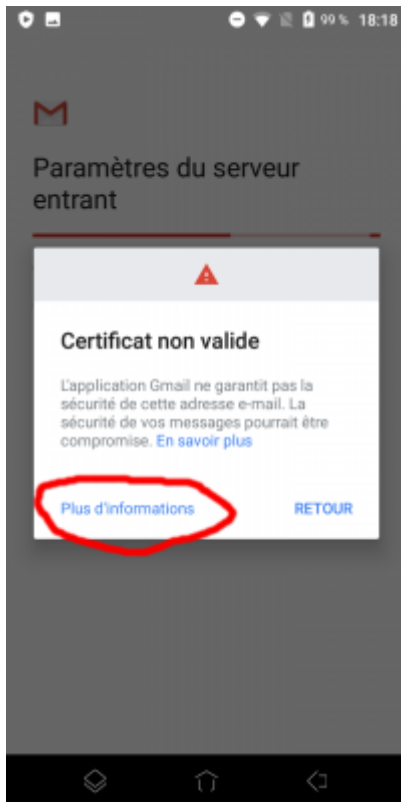 99 % 18:18
Paramètres du serveur
entrant
Certificat non valide
L'application Gmail ne garantit pas la
sécurité de cette adresse e-mail. La
sécurité de vos messages pourrait être
compromise. En savoir plus
Plus d'informations RETOUR